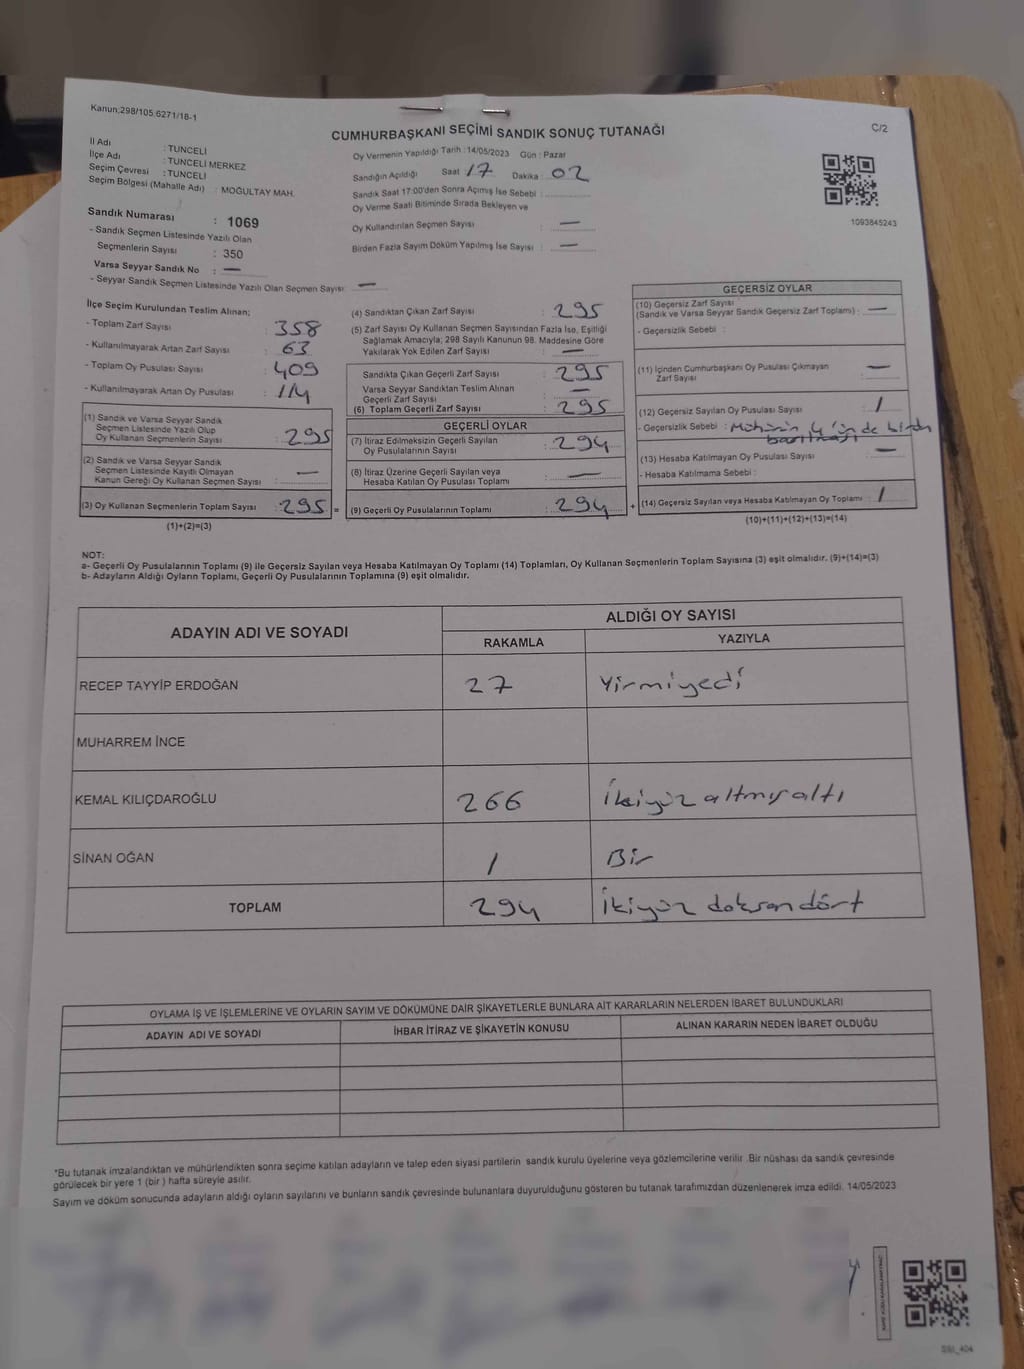 Kanun;298/105;6271/18-1
C/2
CUMHURBAŞKANI SEÇİMİ SANDIK SONUÇ TUTANAĞI
İl Adı : TUNCELİ
İlçe Adı : TUNCELİ MERKEZ
Seçim Çevresi : TUNCELİ
Seçim Bölgesi (Mahalle Adı) : MOĞULTAY MAH.
Oy Vermenin Yapıldığı Tarih : 14/05/2023 Gün : Pazar
Sandığın Açıldığı Saat 17 Dakika : 02
Sandık Saat 17:00'den Sonra Açımış İse Sebebi :
Oy Verme Saati Bitiminde Sırada Bekleyen ve
Oy Kullandırılan Seçmen Sayısı : —
Birden Fazla Sayım Döküm Yapılmış İse Sayısı : —
1093845243
Sandık Numarası : 1069
- Sandık Seçmen Listesinde Yazılı Olan
Seçmenlerin Sayısı : 350
Varsa Seyyar Sandık No : —
- Seyyar Sandık Seçmen Listesinde Yazılı Olan Seçmen Sayısı: —
İlçe Seçim Kurulundan Teslim Alınan;
- Toplam Zarf Sayısı : 358
- Kullanılmayarak Artan Zarf Sayısı : 63
- Toplam Oy Pusulası Sayısı : 409
- Kullanılmayarak Artan Oy Pusulası : 114
(1) Sandık ve Varsa Seyyar Sandık
Seçmen Listesinde Yazılı Olup
Oy Kullanan Seçmenlerin Sayısı : 295
(2) Sandık ve Varsa Seyyar Sandık
Seçmen Listesinde Kayıtlı Olmayan
Kanun Gereği Oy Kullanan Seçmen Sayısı : —
(3) Oy Kullanan Seçmenlerin Toplam Sayısı : 295 =
(1)+(2)=(3)
(4) Sandıktan Çıkan Zarf Sayısı : 295
(5) Zarf Sayısı Oy Kullanan Seçmen Sayısından Fazla İse, Eşitliği
Sağlamak Amacıyla; 298 Sayılı Kanunun 98. Maddesine Göre
Yakılarak Yok Edilen Zarf Sayısı : —
Sandıkta Çıkan Geçerli Zarf Sayısı : 295
Varsa Seyyar Sandıktan Teslim Alınan
Geçerli Zarf Sayısı : —
(6) Toplam Geçerli Zarf Sayısı : 295
GEÇERLİ OYLAR
(7) İtiraz Edilmeksizin Geçerli Sayılan
Oy Pusulalarının Sayısı : 294
(8) İtiraz Üzerine Geçerli Sayılan veya
Hesaba Katılan Oy Pusulası Toplamı : —
(9) Geçerli Oy Pusulalarının Toplamı : 294 +
GEÇERSİZ OYLAR
(10) Geçersiz Zarf Sayısı
(Sandık ve Varsa Seyyar Sandık Geçersiz Zarf Toplamı) : —
- Geçersizlik Sebebi :
(11) İçinden Cumhurbaşkanı Oy Pusulası Çıkmayan
Zarf Sayısı : —
(12) Geçersiz Sayılan Oy Pusulası Sayısı : 1
- Geçersizlik Sebebi : Mührün 4'ünde birden
basılması
(13) Hesaba Katılmayan Oy Pusulası Sayısı : —
- Hesaba Katılmama Sebebi :
(14) Geçersiz Sayılan veya Hesaba Katılmayan Oy Toplamı : 1
(10)+(11)+(12)+(13)=(14)
NOT:
a- Geçerli Oy Pusulalarının Toplamı (9) ile Geçersiz Sayılan veya Hesaba Katılmayan Oy Toplamı (14) Toplamları, Oy Kullanan Seçmenlerin Toplam Sayısına (3) eşit olmalıdır. (9)+(14)=(3)
b- Adayların Aldığı Oyların Toplamı, Geçerli Oy Pusulalarının Toplamına (9) eşit olmalıdır.
ADAYIN ADI VE SOYADI ALDIĞI OY SAYISI
RAKAMLA YAZIYLA
RECEP TAYYİP ERDOĞAN 27 Yirmiyedi
MUHARREM İNCE
KEMAL KILIÇDAROĞLU 266 İkiyüz altmış altı
SİNAN OĞAN 1 Bir
TOPLAM 294 İkiyüz doksan dört
OYLAMA İŞ VE İŞLEMLERİNE VE OYLARIN SAYIM VE DÖKÜMÜNE DAİR ŞİKAYETLERLE BUNLARA AİT KARARLARIN NELERDEN İBARET BULUNDUKLARI
ADAYIN ADI VE SOYADI İHBAR İTİRAZ VE ŞİKAYETİN KONUSU ALINAN KARARIN NEDEN İBARET OLDUĞU
*Bu tutanak imzalandıktan ve mühürlendikten sonra seçime katılan adayların ve talep eden siyasi partilerin sandık kurulu üyelerine veya gözlemcilerine verilir .Bir nüshası da sandık çevresinde
görülecek bir yere 1 (bir ) hafta süreyle asılır.
Sayım ve döküm sonucunda adayların aldığı oyların sayılarını ve bunların sandık çevresinde bulunanlara duyurulduğunu gösteren bu tutanak tarafımızdan düzenlenerek imza edildi. 14/05/2023